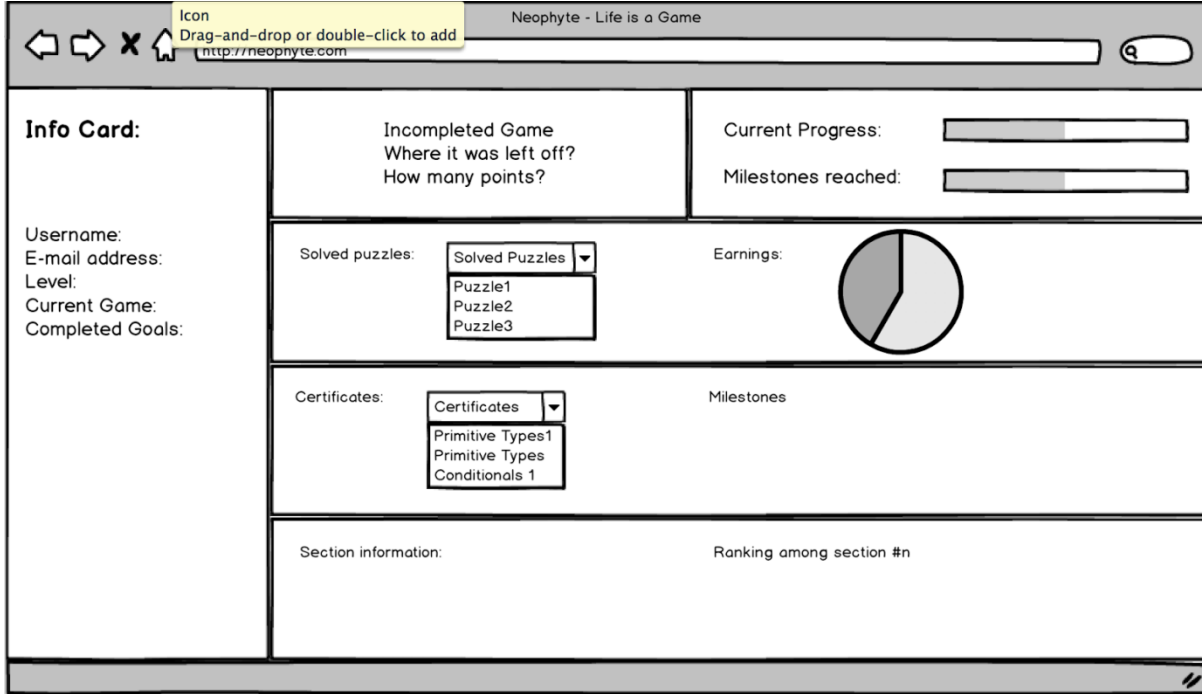 Neophyte - Life is a Game
Icon
Drag-and-drop or double-click to add
http://neophyte.com
Info Card:
Username:
E-mail address:
Level:
Current Game:
Completed Goals:
Incompleted Game
Where it was left off?
How many points?
Current Progress:
Milestones reached:
Solved puzzles:
Solved Puzzles
Puzzle1
Puzzle2
Puzzle3
Earnings:
Certificates:
Certificates
Primitive Types1
Primitive Types
Conditionals 1
Milestones
Section information:
Ranking among section #n